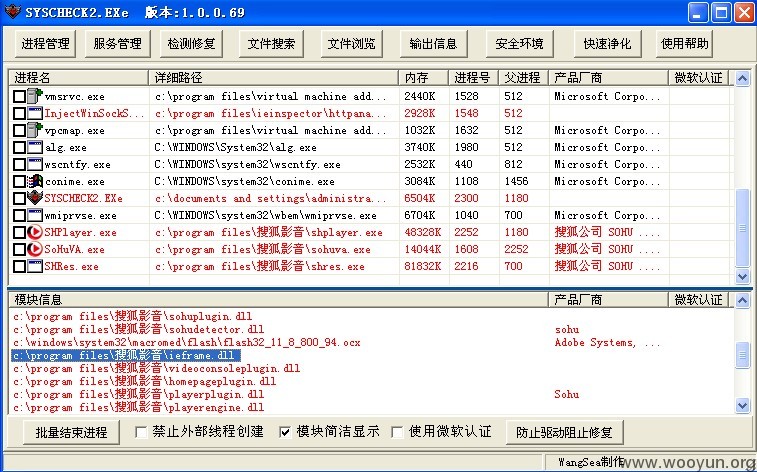 SYSCHECK2.EXe 版本:1.0.0.69
进程管理 服务管理 检测修复 文件搜索 文件浏览 输出信息 安全环境 快速净化 使用帮助
进程名 详细路径 内存 进程号 父进程 产品厂商 微软认证
vmsrvc.exe c:\program files\virtual machine add... 2440K 1528 512 Microsoft Corpo...
InjectWinSockS... c:\program files\ieinspector\httpana... 2928K 1548 512
vpcmap.exe c:\program files\virtual machine add... 1032K 1632 512 Microsoft Corpo...
alg.exe C:\WINDOWS\System32\alg.exe 3740K 1980 512 Microsoft Corpo...
wscntfy.exe C:\WINDOWS\system32\wscntfy.exe 2532K 440 812 Microsoft Corpo...
conime.exe C:\WINDOWS\system32\conime.exe 3084K 1108 1456 Microsoft Corpo...
SYSCHECK2.EXe c:\documents and settings\administra... 6504K 2300 1180
wmiprvse.exe C:\WINDOWS\system32\wbem\wmiprvse.exe 6704K 1040 700 Microsoft Corpo...
SHPlayer.exe c:\program files\搜狐影音\shplayer.exe 48328K 2252 1180 搜狐公司 SOHU ....
SoHuVA.exe c:\program files\搜狐影音\sohuva.exe 14044K 1608 2252 搜狐公司 SOHU ....
SHRes.exe c:\program files\搜狐影音\shres.exe 81832K 2216 700 搜狐公司 SOHU ....
模块信息 产品厂商 微软认证
c:\program files\搜狐影音\sohuplugin.dll
c:\program files\搜狐影音\sohudetector.dll sohu
c:\windows\system32\macromed\flash\flash32_11_8_800_94.ocx Adobe Systems, ...
c:\program files\搜狐影音\ieframe.dll
c:\program files\搜狐影音\videoconsoleplugin.dll
c:\program files\搜狐影音\homepageplugin.dll
c:\program files\搜狐影音\playerplugin.dll Sohu
c:\program files\搜狐影音\playerengine.dll
批量结束进程 禁止外部线程创建 模块简洁显示 使用微软认证 防止驱动阻止修复
WangSea制作
www.wooyun.org